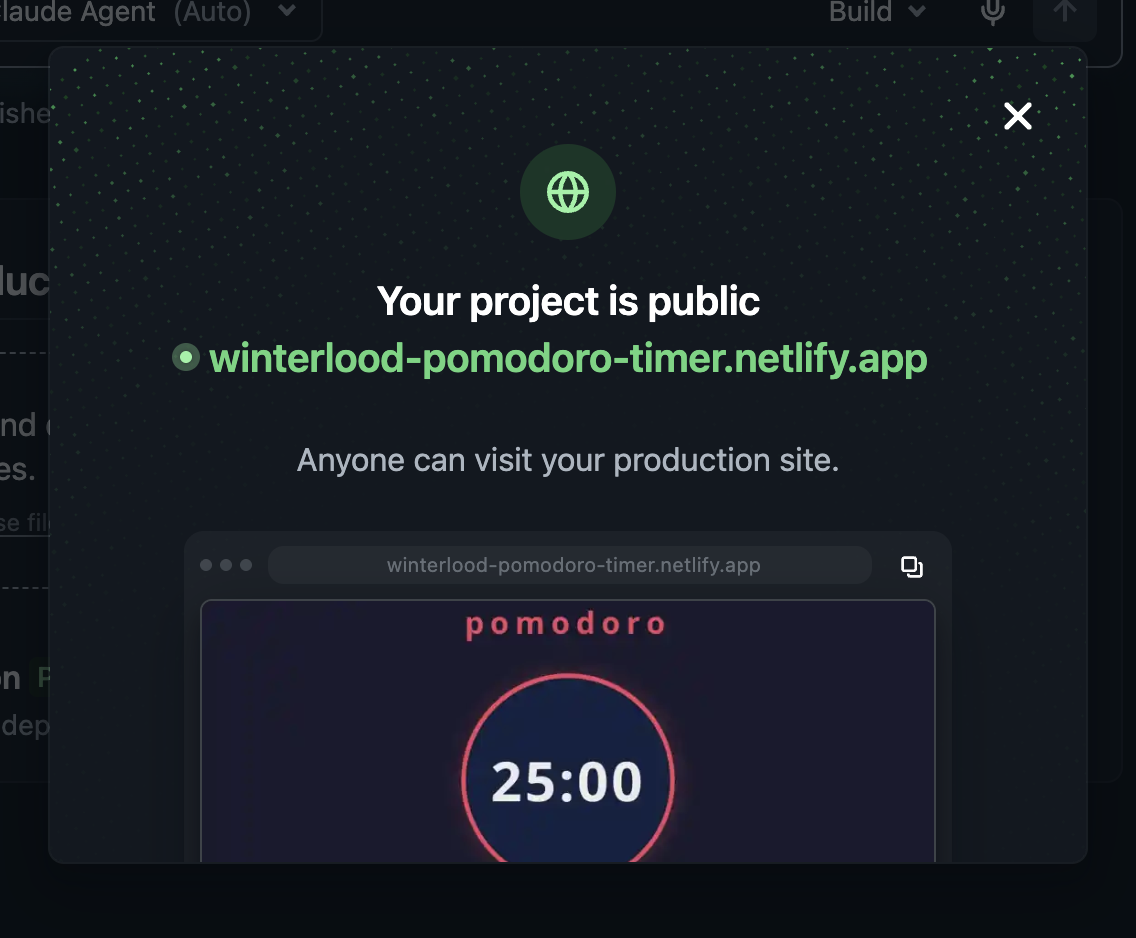 Claude Agent (Auto)
Build
Your project is public
winterlood-pomodoro-timer.netlify.app
Anyone can visit your production site.
winterlood-pomodoro-timer.netlify.app
pomodoro
25:00